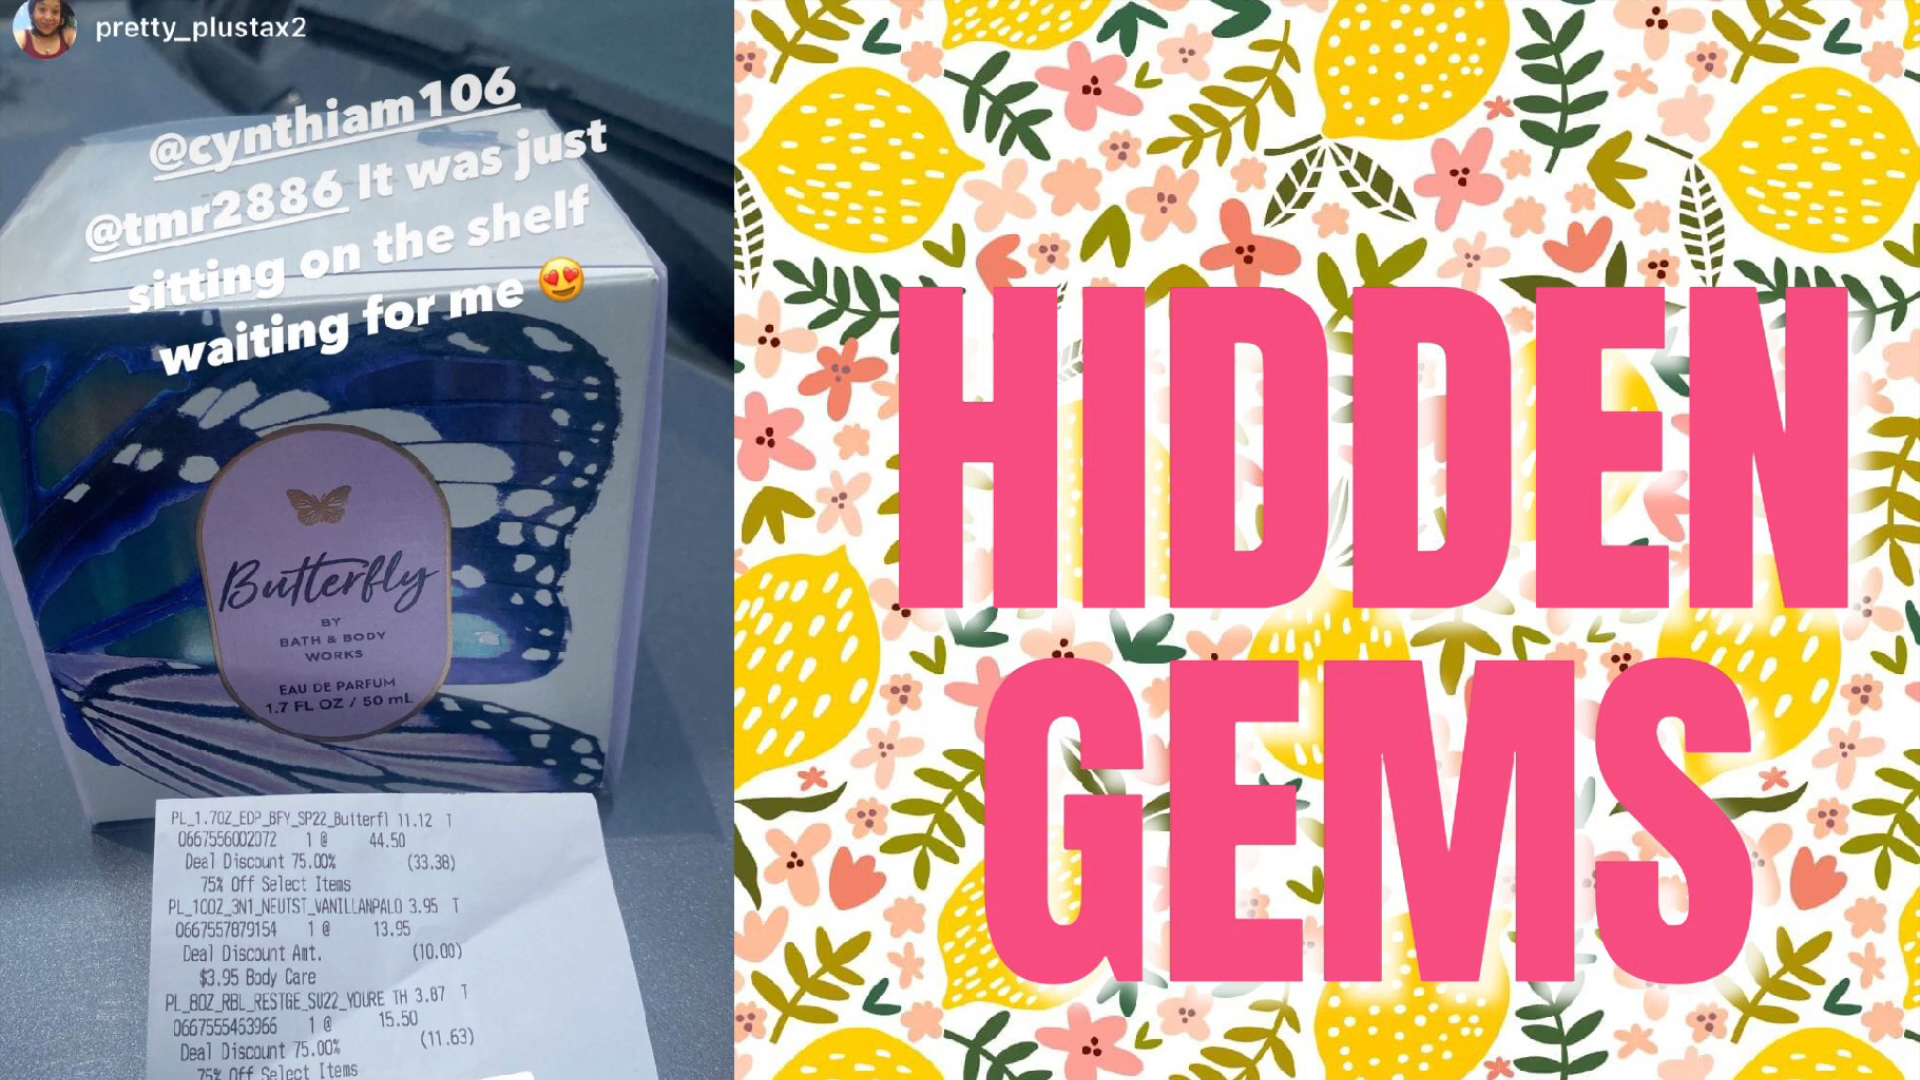 pretty_plustax2
@cynthiam106
@tmr2886 It was just
sitting on the shelf
waiting for me
Butterfly
BY
BATH & BODY
WORKS
EAU DE PARFUM
1.7 FL OZ / 50 mL
PL_1.7OZ_EDP_BFY_SP22_Butterfl 11.12 T
0667556002072 1 @ 44.50
Deal Discount 75.00% (33.38)
75% Off Select Items
PL_10OZ_3N1_NEUTST_VANILLANPALO 3.95 T
0667557879154 1 @ 13.95
Deal Discount Amt. (10.00)
$3.95 Body Care
PL_8OZ_RBL_RESTGE_SU22_YOURE TH 3.87 T
0667555453966 1 @ 15.50
Deal Discount 75.00% (11.63)
75% Off Select Items
HIDDEN
GEMS